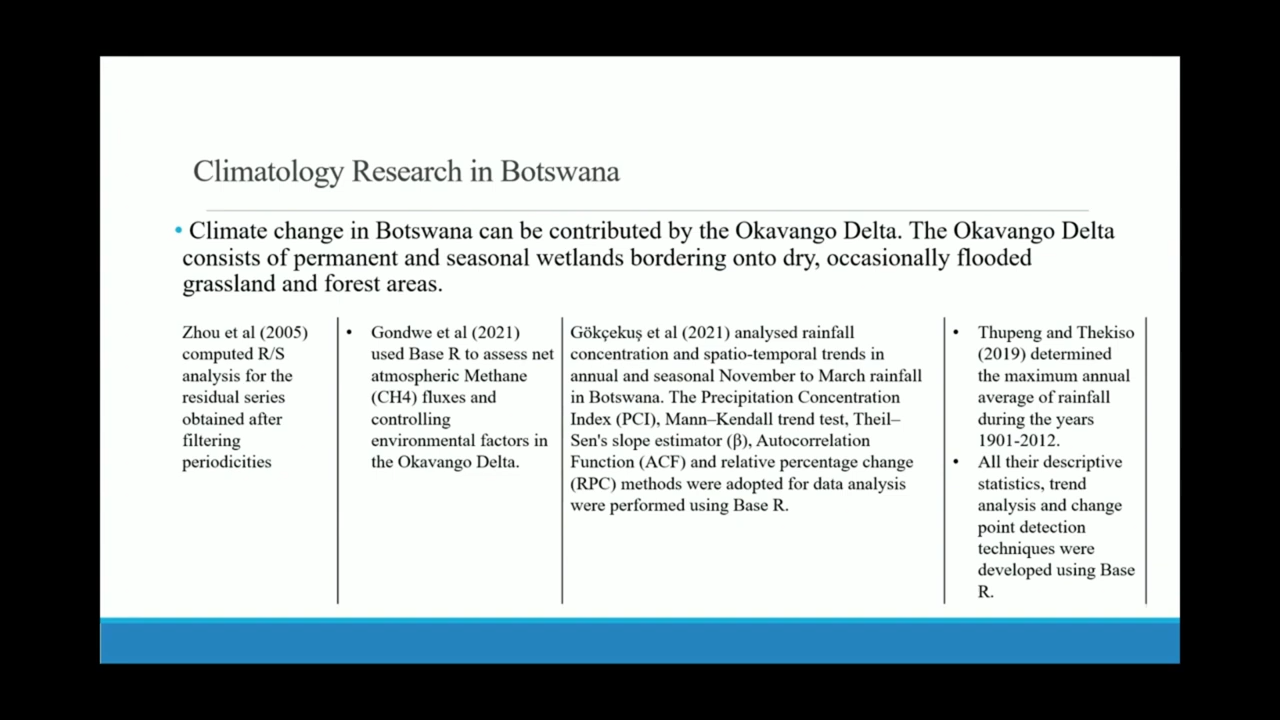 Climatology Research in Botswana
• Climate change in Botswana can be contributed by the Okavango Delta. The Okavango Delta
consists of permanent and seasonal wetlands bordering onto dry, occasionally flooded
grassland and forest areas.
Zhou et al (2005)
computed R/S
analysis for the
residual series
obtained after
filtering
periodicities
• Gondwe et al (2021)
used Base R to assess net
atmospheric Methane
(CH4) fluxes and
controlling
environmental factors in
the Okavango Delta.
Gökçekuş et al (2021) analysed rainfall
concentration and spatio-temporal trends in
annual and seasonal November to March rainfall
in Botswana. The Precipitation Concentration
Index (PCI), Mann–Kendall trend test, Theil–
Sen's slope estimator (β), Autocorrelation
Function (ACF) and relative percentage change
(RPC) methods were adopted for data analysis
were performed using Base R.
• Thupeng and Thekiso
(2019) determined
the maximum annual
average of rainfall
during the years
1901-2012.
• All their descriptive
statistics, trend
analysis and change
point detection
techniques were
developed using Base
R.